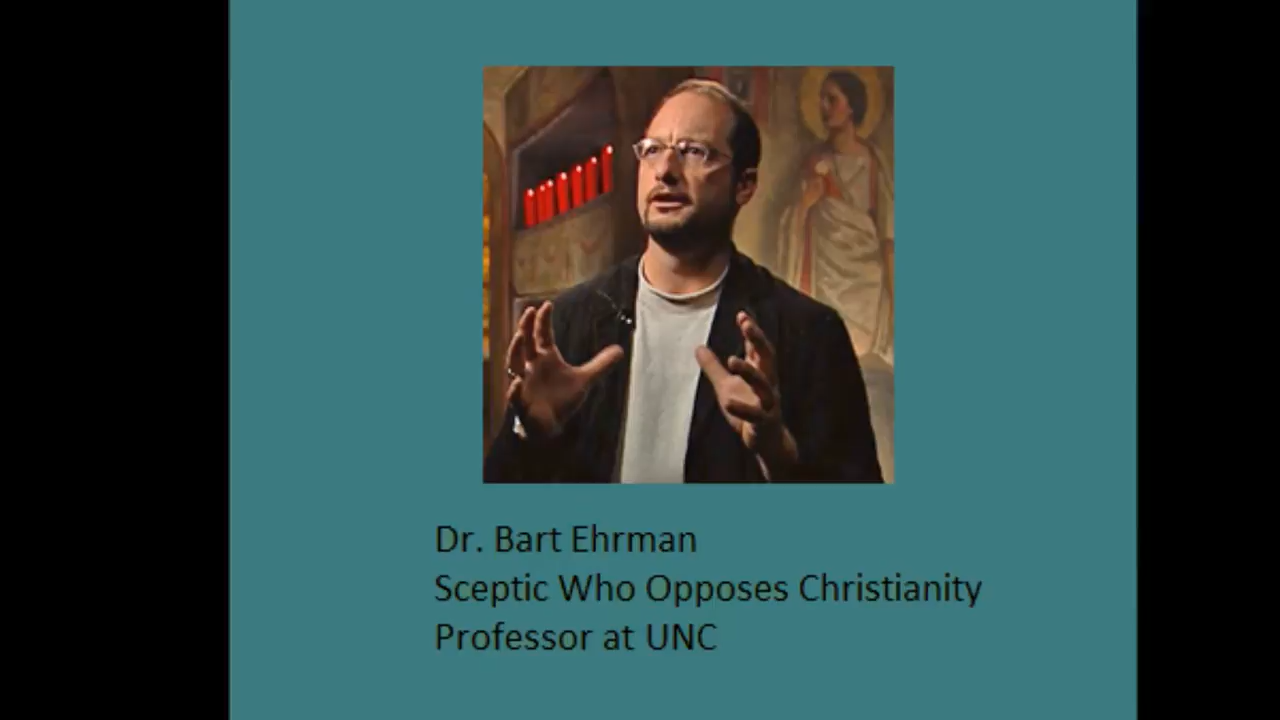 Dr. Bart Ehrman
Sceptic Who Opposes Christianity
Professor at UNC